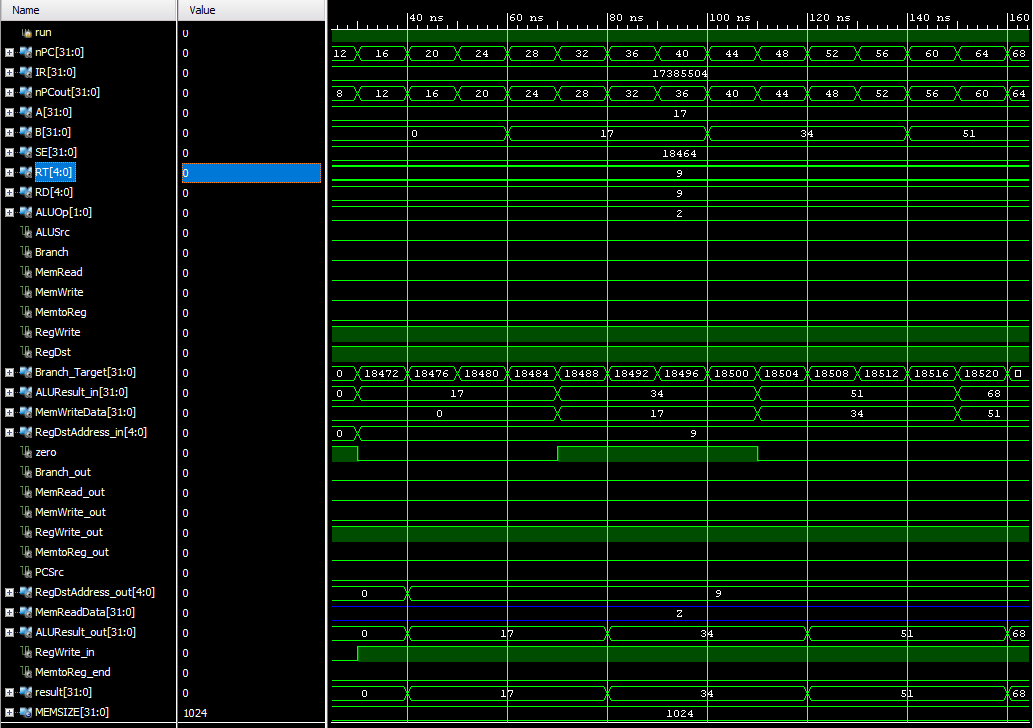 Name Value
40 ns 60 ns 80 ns 100 ns 120 ns 140 ns 160
run 0
nPC[31:0] 0 12 16 20 24 28 32 36 40 44 48 52 56 60 64 68
IR[31:0] 0 17385504
nPCout[31:0] 0 8 12 16 20 24 28 32 36 40 44 48 52 56 60 64
A[31:0] 0 17
B[31:0] 0 0 17 34 51
SE[31:0] 0 18464
RT[4:0] 0 9
RD[4:0] 0 9
ALUOp[1:0] 0 2
ALUSrc 0
Branch 0
MemRead 0
MemWrite 0
MemtoReg 0
RegWrite 0
RegDst 0
Branch_Target[31:0] 0 0 18472 18476 18480 18484 18488 18492 18496 18500 18504 18508 18512 18516 18520
ALUResult_in[31:0] 0 0 17 34 51 68
MemWriteData[31:0] 0 0 17 34 51
RegDstAddress_in[4:0] 0 0 9
zero 0
Branch_out 0
MemRead_out 0
MemWrite_out 0
RegWrite_out 0
MemtoReg_out 0
PCSrc 0
RegDstAddress_out[4:0] 0 0 9
MemReadData[31:0] 0 Z
ALUResult_out[31:0] 0 0 17 34 51 68
RegWrite_in 0
MemtoReg_end 0
result[31:0] 0 0 17 34 51 68
MEMSIZE[31:0] 1024 1024